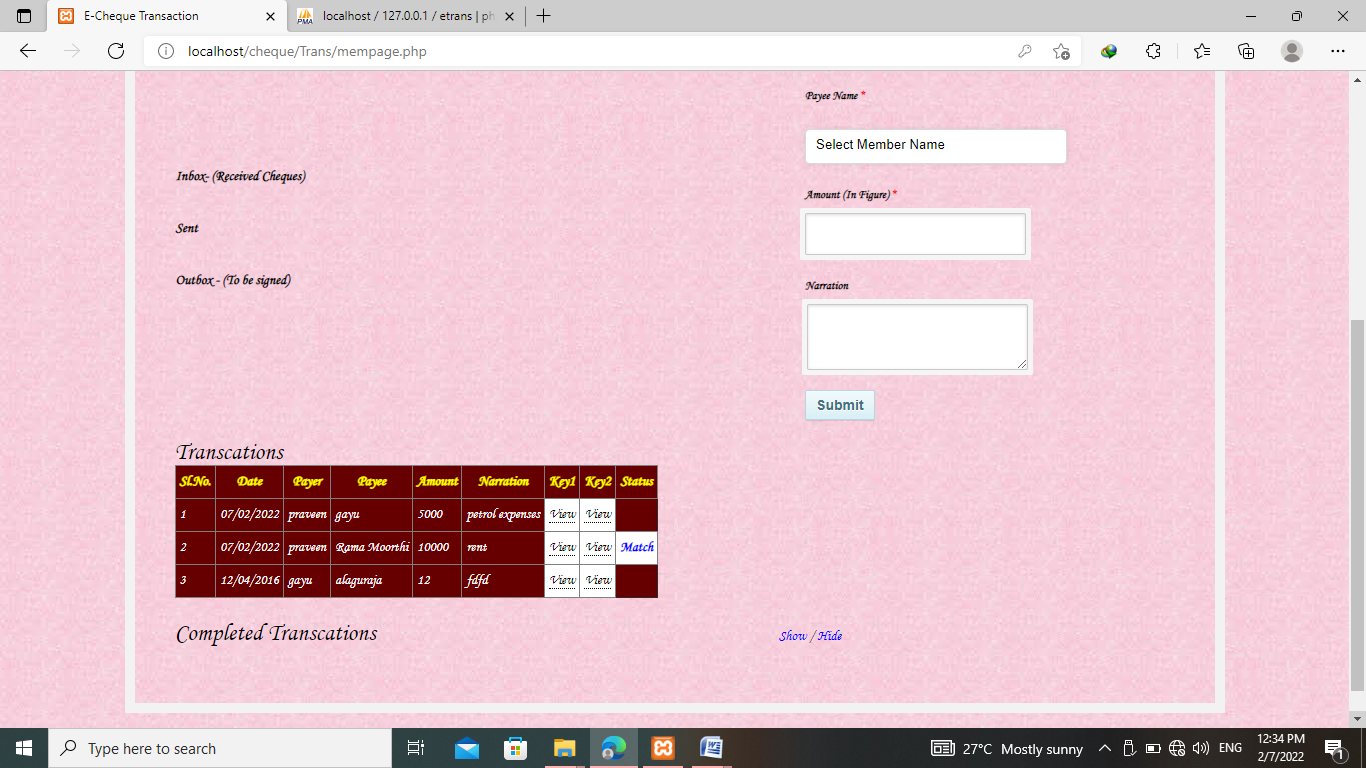 E-Cheque Transaction
localhost / 127.0.0.1 / etrans | ph
localhost/cheque/Trans/mempage.php
Payee Name *
Select Member Name
Inbox- (Received Cheques)
Amount (In Figure) *
Sent
Outbox - (To be signed)
Narration
Submit
Transcations
Sl.No. Date Payer Payee Amount Narration Key1 Key2 Status
1 07/02/2022 praveen gayu 5000 petrol expenses View View
2 07/02/2022 praveen Rama Moorthi 10000 rent View View Match
3 12/04/2016 gayu alaguraja 12 fdfd View View
Completed Transcations Show / Hide
Type here to search
27°C Mostly sunny
ENG
12:34 PM
2/7/2022
1